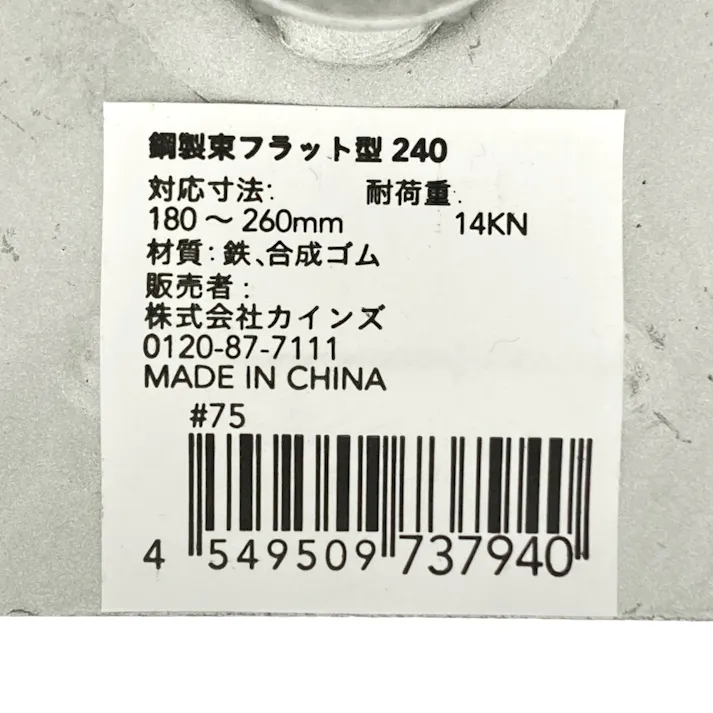 鋼製束フラット型 240
対応寸法: 耐荷重:
180 ～ 260mm 14KN
材質: 鉄、合成ゴム
販売者:
株式会社カインズ
0120-87-7111
MADE IN CHINA
#75
4 549509 737940